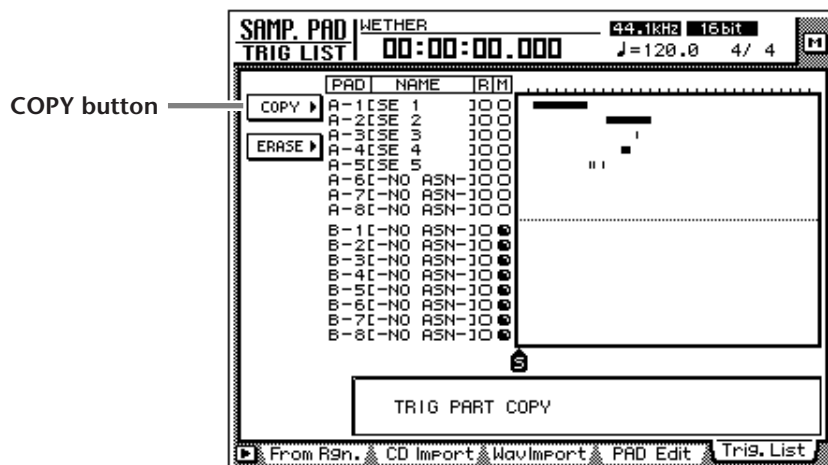 SAMP. PAD WETHER 44.1kHz 16bit M
TRIG LIST 00:00:00.000 ♩=120.0 4/ 4
PAD NAME R M
COPY button
COPY
ERASE
A-1[SE 1 ]
A-2[SE 2 ]
A-3[SE 3 ]
A-4[SE 4 ]
A-5[SE 5 ]
A-6[-NO ASN-]
A-7[-NO ASN-]
A-8[-NO ASN-]
B-1[-NO ASN-]
B-2[-NO ASN-]
B-3[-NO ASN-]
B-4[-NO ASN-]
B-5[-NO ASN-]
B-6[-NO ASN-]
B-7[-NO ASN-]
B-8[-NO ASN-]
S
TRIG PART COPY
From Rgn. CD Import WavImport PAD Edit Trig. List